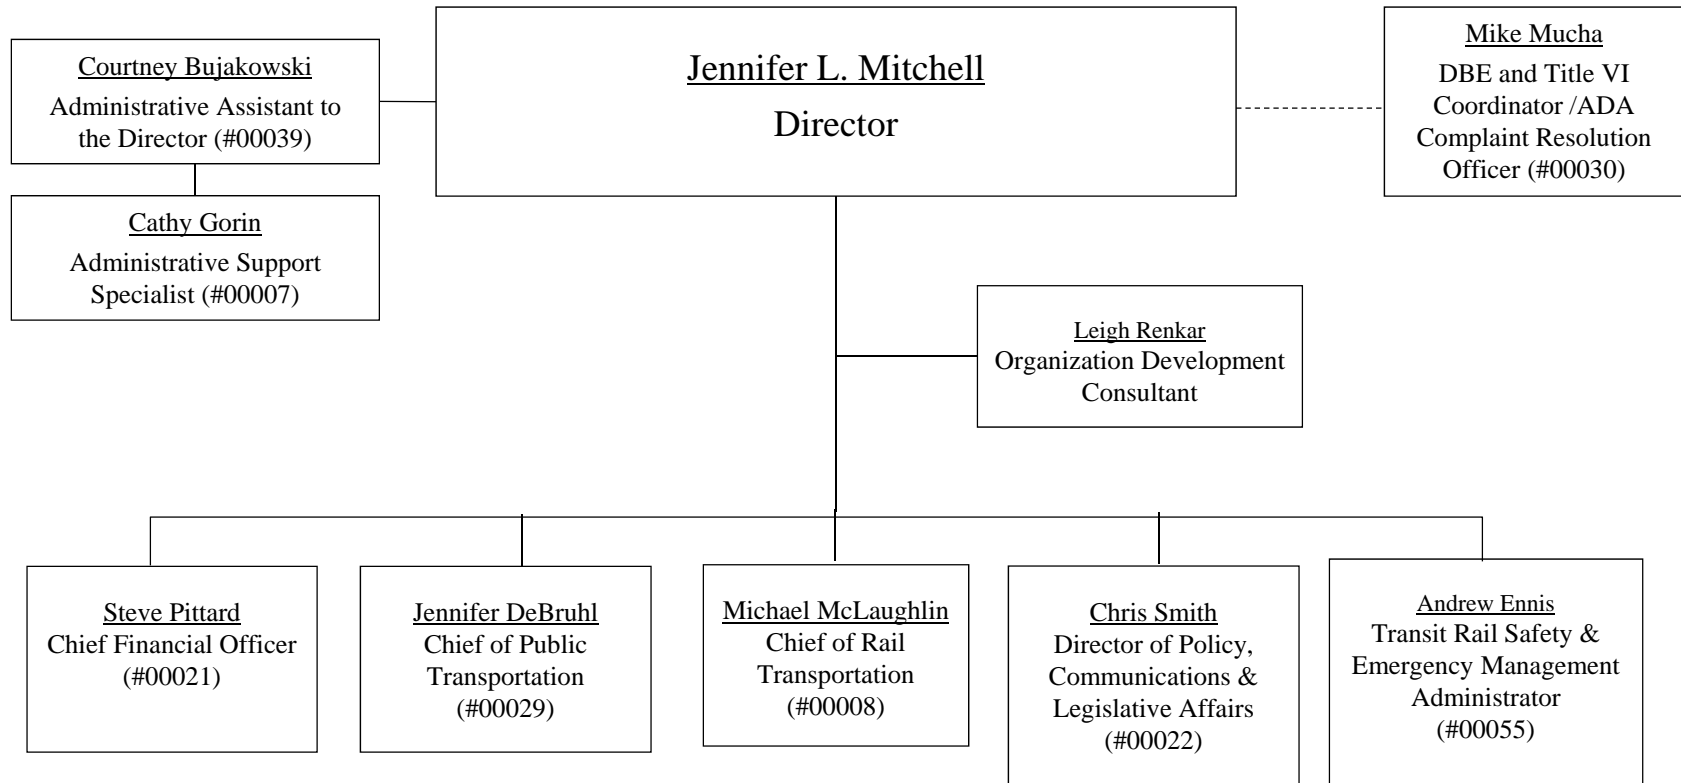 Courtney Bujakowski
Administrative Assistant to
the Director (#00039)
Cathy Gorin
Administrative Support
Specialist (#00007)
Jennifer L. Mitchell
Director
Mike Mucha
DBE and Title VI
Coordinator /ADA
Complaint Resolution
Officer (#00030)
Leigh Renkar
Organization Development
Consultant
Steve Pittard
Chief Financial Officer
(#00021)
Jennifer DeBruhl
Chief of Public
Transportation
(#00029)
Michael McLaughlin
Chief of Rail
Transportation
(#00008)
Chris Smith
Director of Policy,
Communications &
Legislative Affairs
(#00022)
Andrew Ennis
Transit Rail Safety &
Emergency Management
Administrator
(#00055)